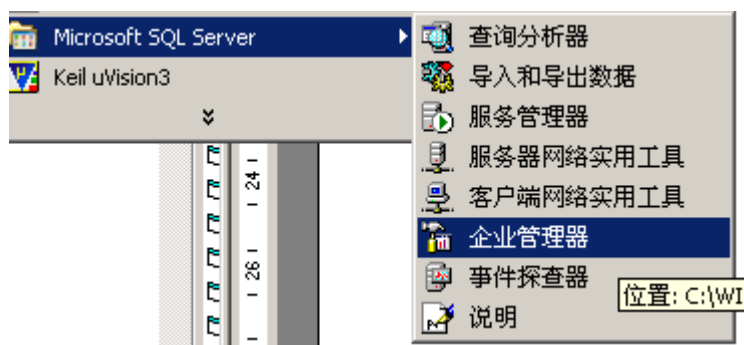 Microsoft SQL Server
Keil uVision3
查询分析器
导入和导出数据
服务管理器
服务器网络实用工具
客户端网络实用工具
企业管理器
事件探查器
说明
位置: C:\WI
24
26